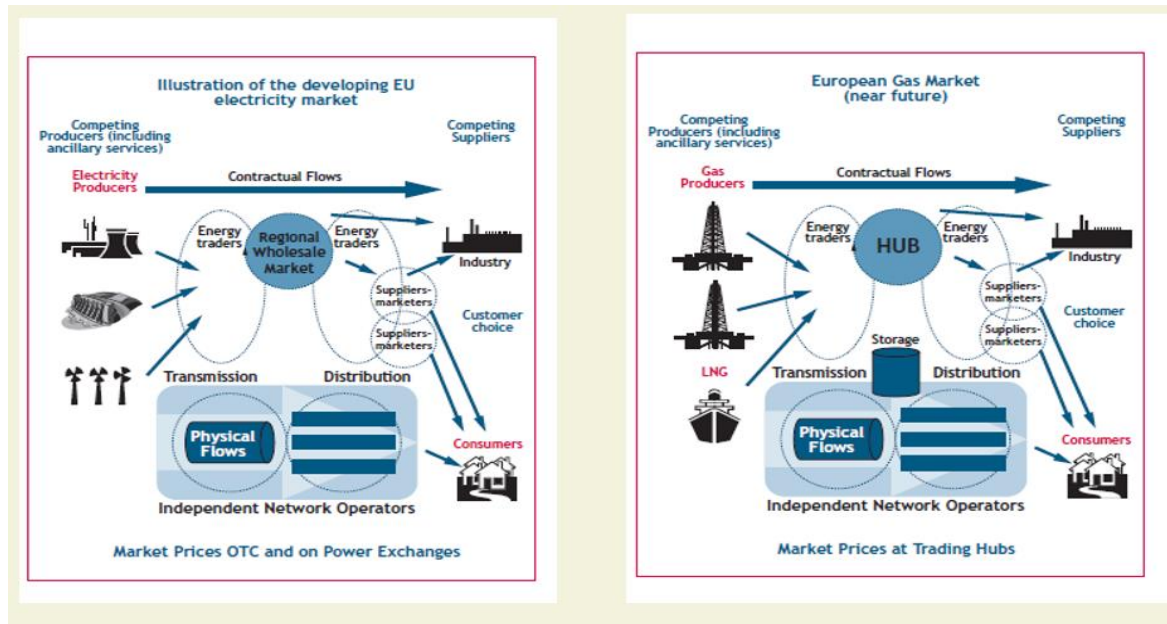 Illustration of the developing EU
electricity market
Competing
Producers (including
ancillary services)
Competing
Suppliers
Electricity
Producers
Contractual Flows
Energy
traders
Regional
Wholesale
Market
Energy
traders
Industry
Suppliers-
marketers
Customer
choice
Suppliers-
marketers
Transmission
Distribution
Physical
Flows
Consumers
Independent Network Operators
Market Prices OTC and on Power Exchanges
European Gas Market
(near future)
Competing
Producers (including
ancillary services)
Competing
Suppliers
Gas
Producers
Contractual Flows
Energy
traders
HUB
Energy
traders
Industry
Suppliers-
marketers
Customer
choice
Suppliers-
marketers
Storage
LNG
Transmission
Distribution
Physical
Flows
Consumers
Independent Network Operators
Market Prices at Trading Hubs